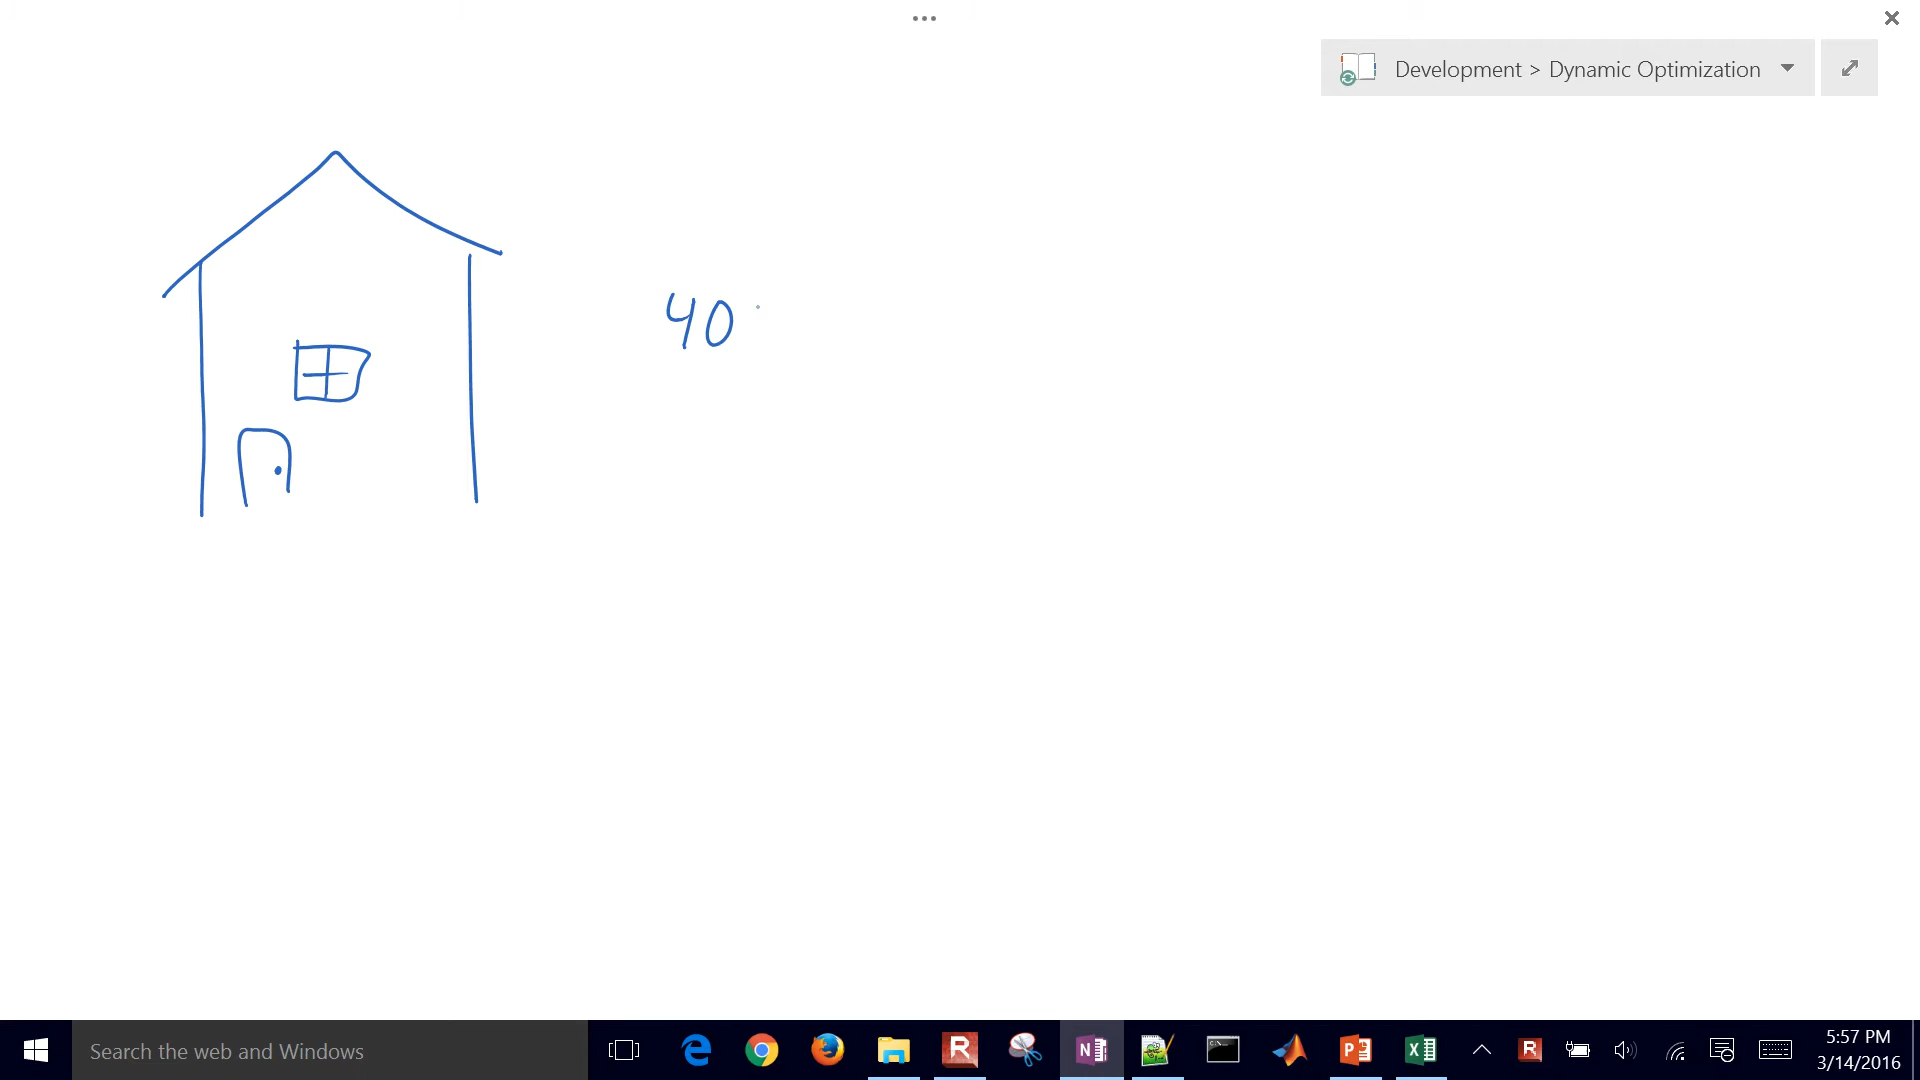 Development > Dynamic Optimization
40
Search the web and Windows
5:57 PM
3/14/2016